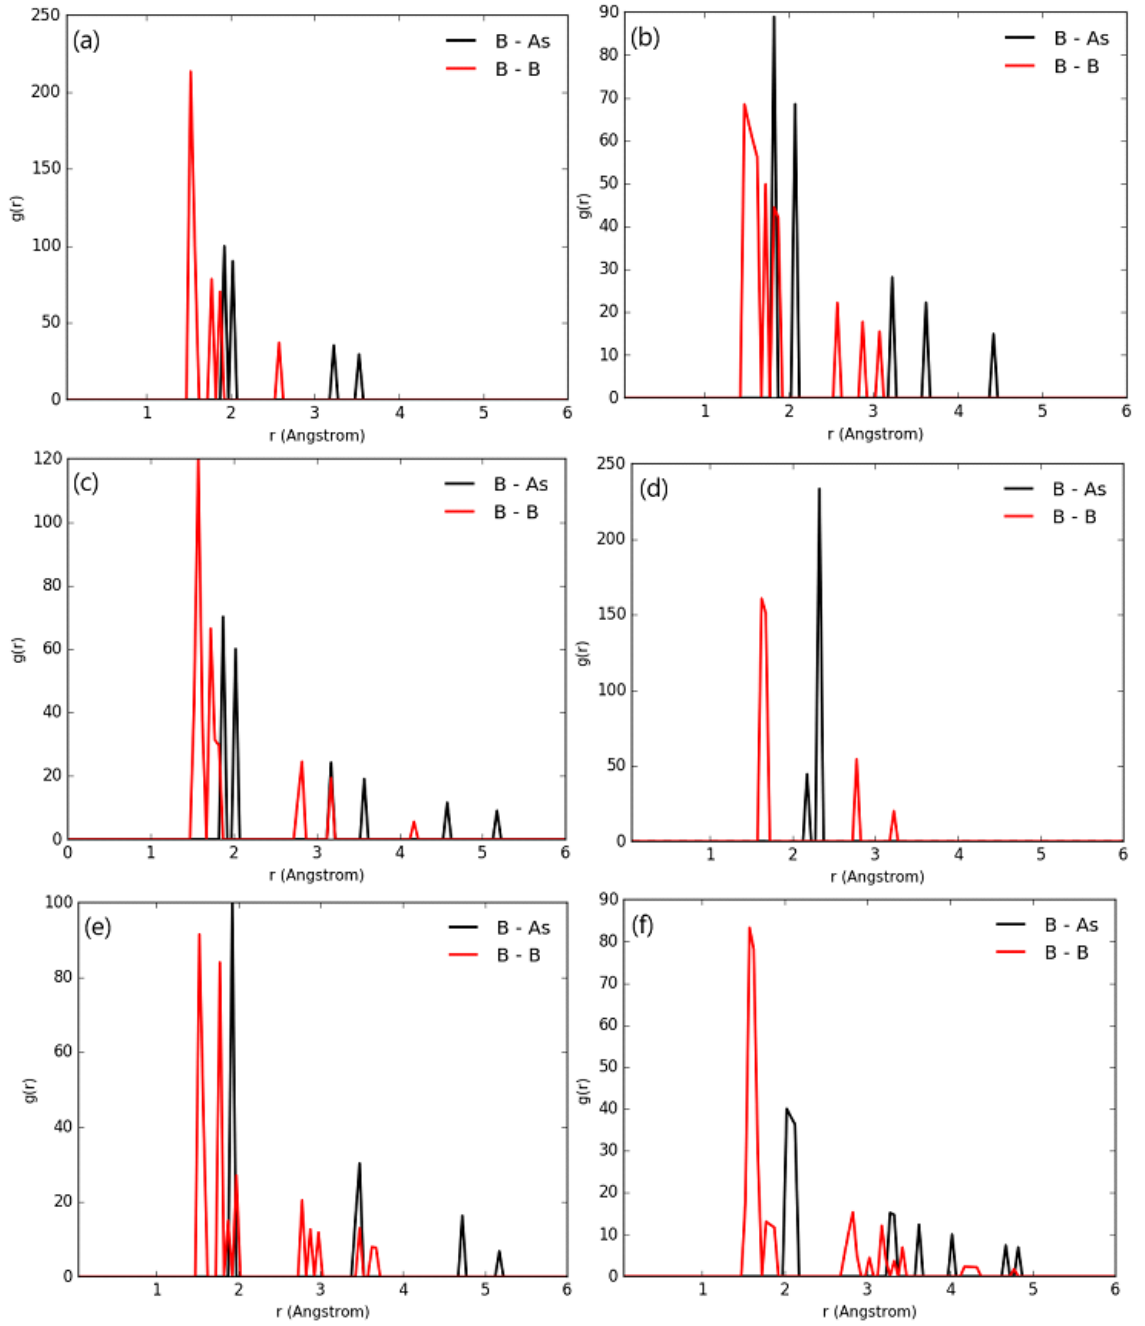 (a)
B - As
B - B
250
200
150
100
50
0
g(r)
1 2 3 4 5 6
r (Angstrom)
(b)
B - As
B - B
90
80
70
60
50
40
30
20
10
0
g(r)
1 2 3 4 5 6
r (Angstrom)
(c)
B - As
B - B
120
100
80
60
40
20
0
g(r)
0 1 2 3 4 5 6
r (Angstrom)
(d)
B - As
B - B
250
200
150
100
50
0
g(r)
1 2 3 4 5 6
r (Angstrom)
(e)
B - As
B - B
100
80
60
40
20
0
g(r)
1 2 3 4 5 6
r (Angstrom)
(f)
B - As
B - B
90
80
70
60
50
40
30
20
10
0
g(r)
1 2 3 4 5 6
r (Angstrom)